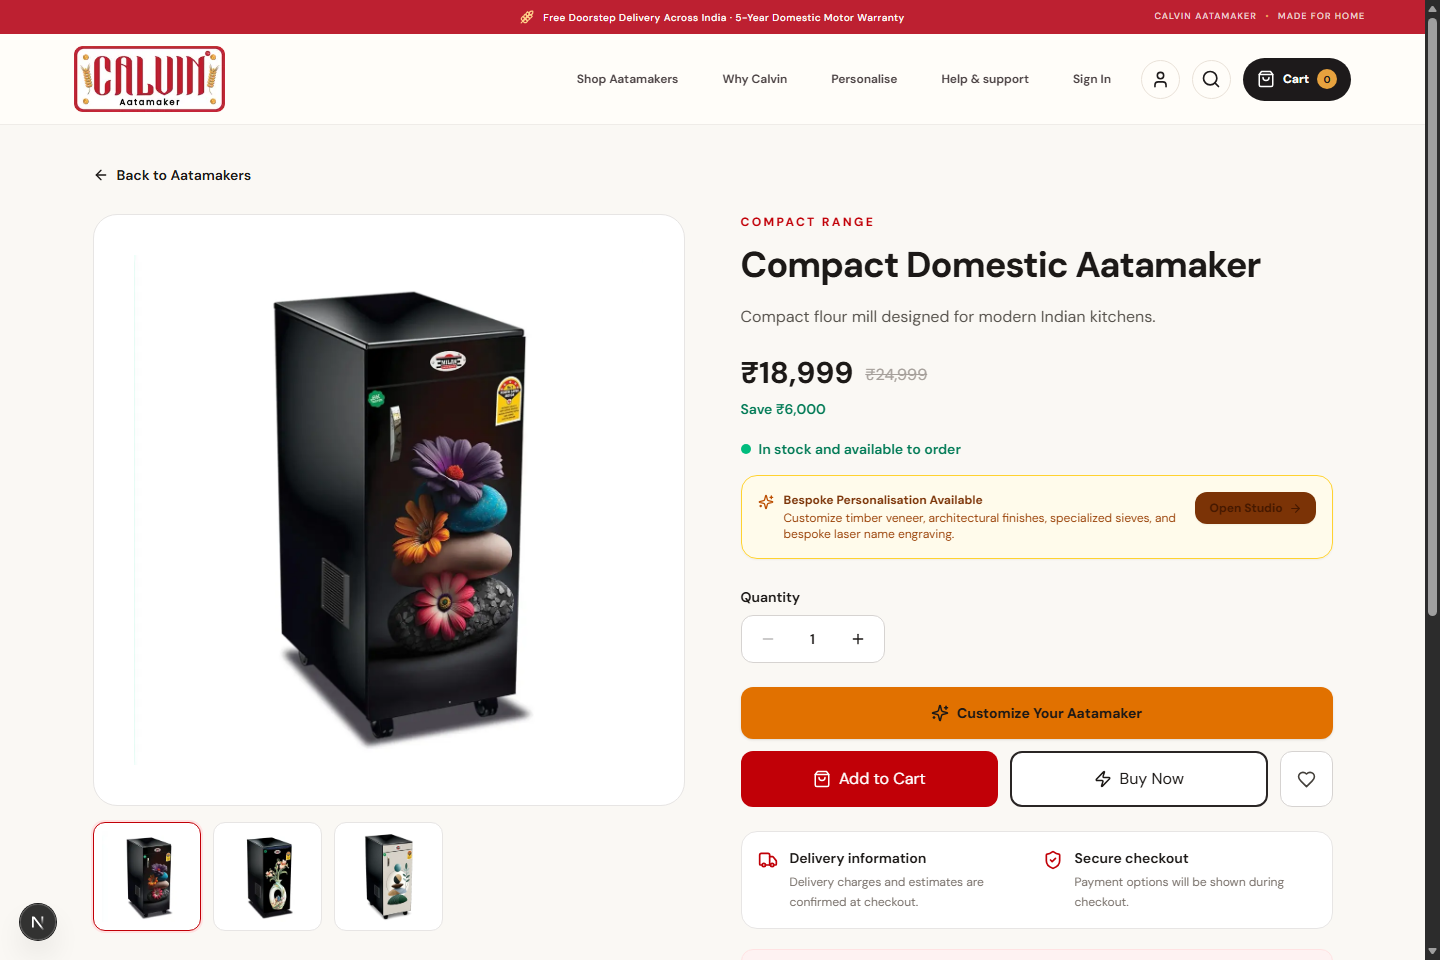 Free Doorstep Delivery Across India · 5-Year Domestic Motor Warranty
CALVIN AATAMAKER • MADE FOR HOME
CALVIN
Aatamaker
Shop Aatamakers
Why Calvin
Personalise
Help & support
Sign In
Cart 0
Back to Aatamakers
COMPACT RANGE
Compact Domestic Aatamaker
Compact flour mill designed for modern Indian kitchens.
₹18,999 ₹24,999
Save ₹6,000
In stock and available to order
Bespoke Personalisation Available
Customize timber veneer, architectural finishes, specialized sieves, and
bespoke laser name engraving.
Open Studio →
Quantity
1
Customize Your Aatamaker
Add to Cart
Buy Now
Delivery information
Delivery charges and estimates are
confirmed at checkout.
Secure checkout
Payment options will be shown during
checkout.
N